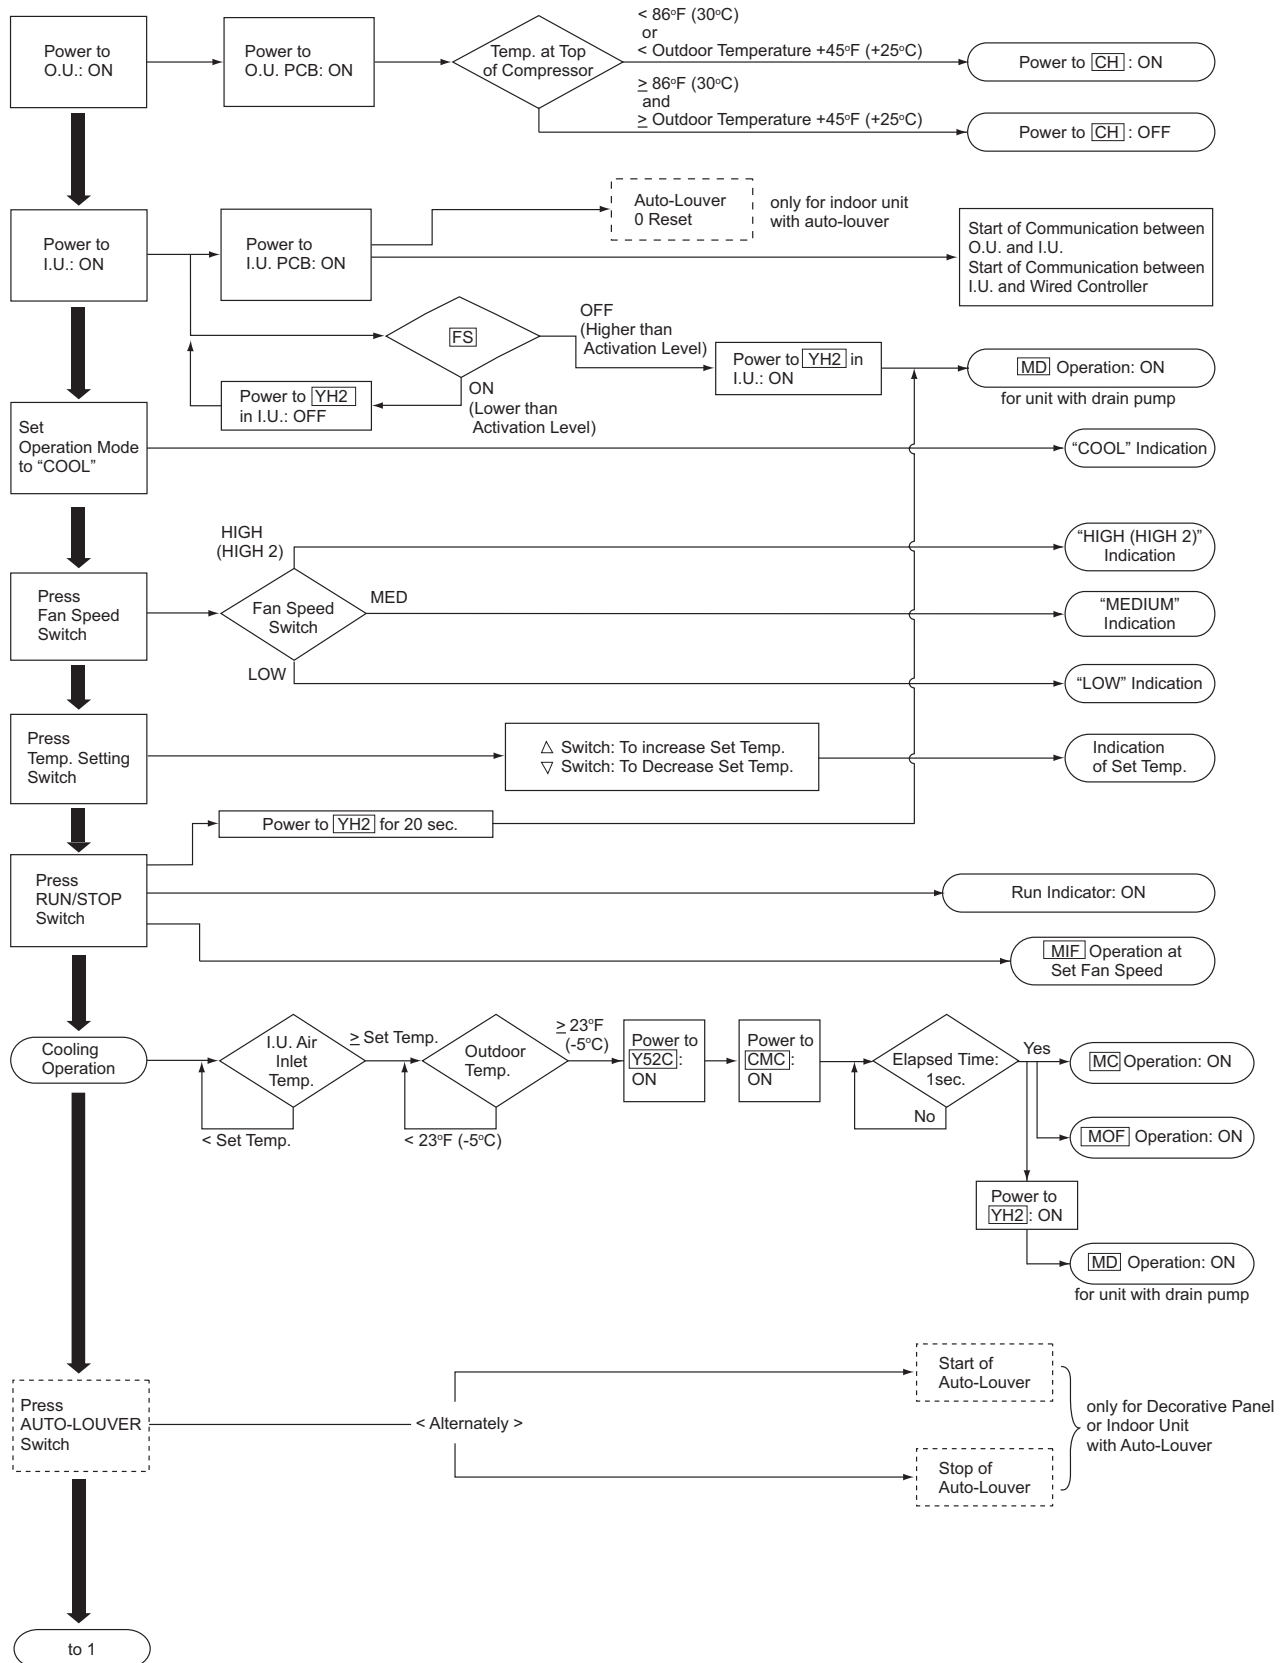 Power to
O.U.: ON
Power to
O.U. PCB: ON
Temp. at Top
of Compressor
< 86°F (30°C)
or
< Outdoor Temperature +45°F (+25°C)
Power to CH : ON
≥ 86°F (30°C)
and
≥ Outdoor Temperature +45°F (+25°C)
Power to CH : OFF
Power to
I.U.: ON
Power to
I.U. PCB: ON
Auto-Louver
0 Reset
only for indoor unit
with auto-louver
Start of Communication between
O.U. and I.U.
Start of Communication between
I.U. and Wired Controller
FS
OFF
(Higher than
Activation Level)
Power to YH2 in
I.U.: ON
MD Operation: ON
for unit with drain pump
ON
(Lower than
Activation Level)
Power to YH2
in I.U.: OFF
Set
Operation Mode
to “COOL”
“COOL” Indication
Press
Fan Speed
Switch
Fan Speed
Switch
HIGH
(HIGH 2)
“HIGH (HIGH 2)”
Indication
MED
“MEDIUM”
Indication
LOW
“LOW” Indication
Press
Temp. Setting
Switch
△ Switch: To increase Set Temp.
▽ Switch: To Decrease Set Temp.
Indication
of Set Temp.
Power to YH2 for 20 sec.
Press
RUN/STOP
Switch
Run Indicator: ON
MIF Operation at
Set Fan Speed
Cooling
Operation
I.U. Air
Inlet
Temp.
≥ Set Temp.
< Set Temp.
Outdoor
Temp.
≥ 23°F
(-5°C)
< 23°F (-5°C)
Power to
Y52C:
ON
Power to
CMC:
ON
Elapsed Time:
1sec.
Yes
No
MC Operation: ON
MOF Operation: ON
Power to
YH2: ON
MD Operation: ON
for unit with drain pump
Press
AUTO-LOUVER
Switch
< Alternately >
Start of
Auto-Louver
Stop of
Auto-Louver
only for Decorative Panel
or Indoor Unit
with Auto-Louver
to 1